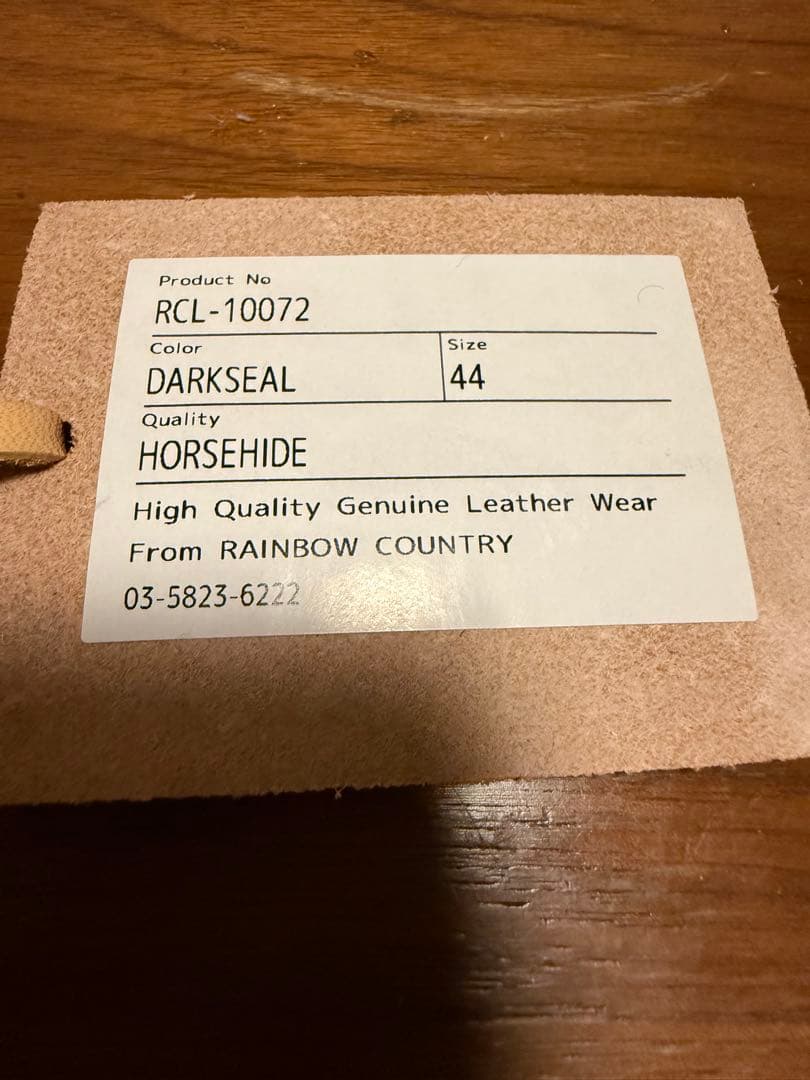 Product No
RCL-10072
Color
Size
DARKSEAL
44
Quality
HORSEHIDE
High Quality Genuine Leather Wear
From RAINBOW COUNTRY
03-5823-6222